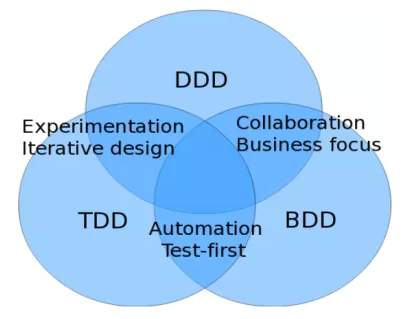 DDD
Experimentation
Iterative design
Collaboration
Business focus
TDD
Automation
Test-first
BDD